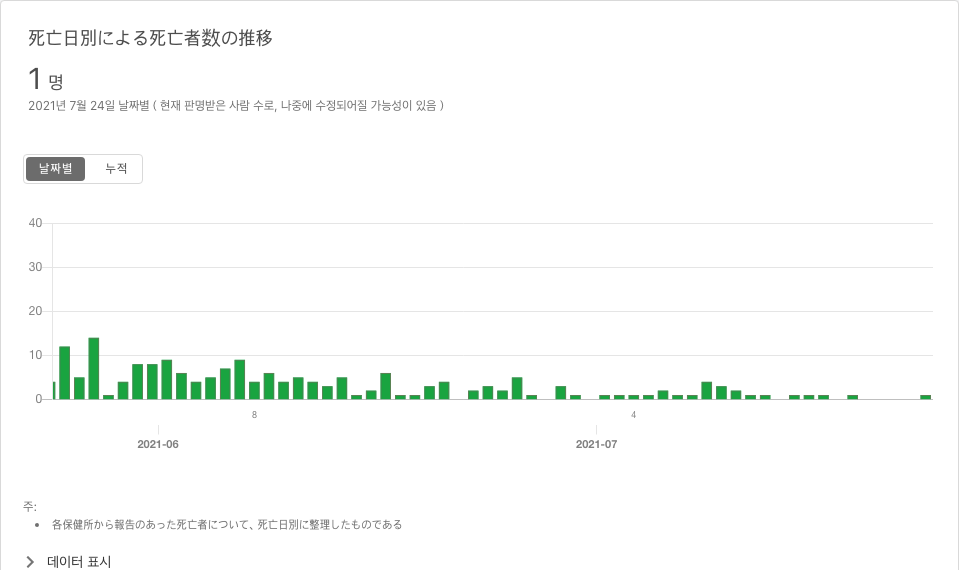 死亡日別による死亡者数の推移
1 명
2021년 7월 24일 날짜별 ( 현재 판명받은 사람 수로, 나중에 수정되어질 가능성이 있음 )
날짜별 누적
40
30
20
10
0
8 4
2021-06 2021-07
주:
• 各保健所から報告のあった死亡者について、死亡日別に整理したものである
데이터 표시